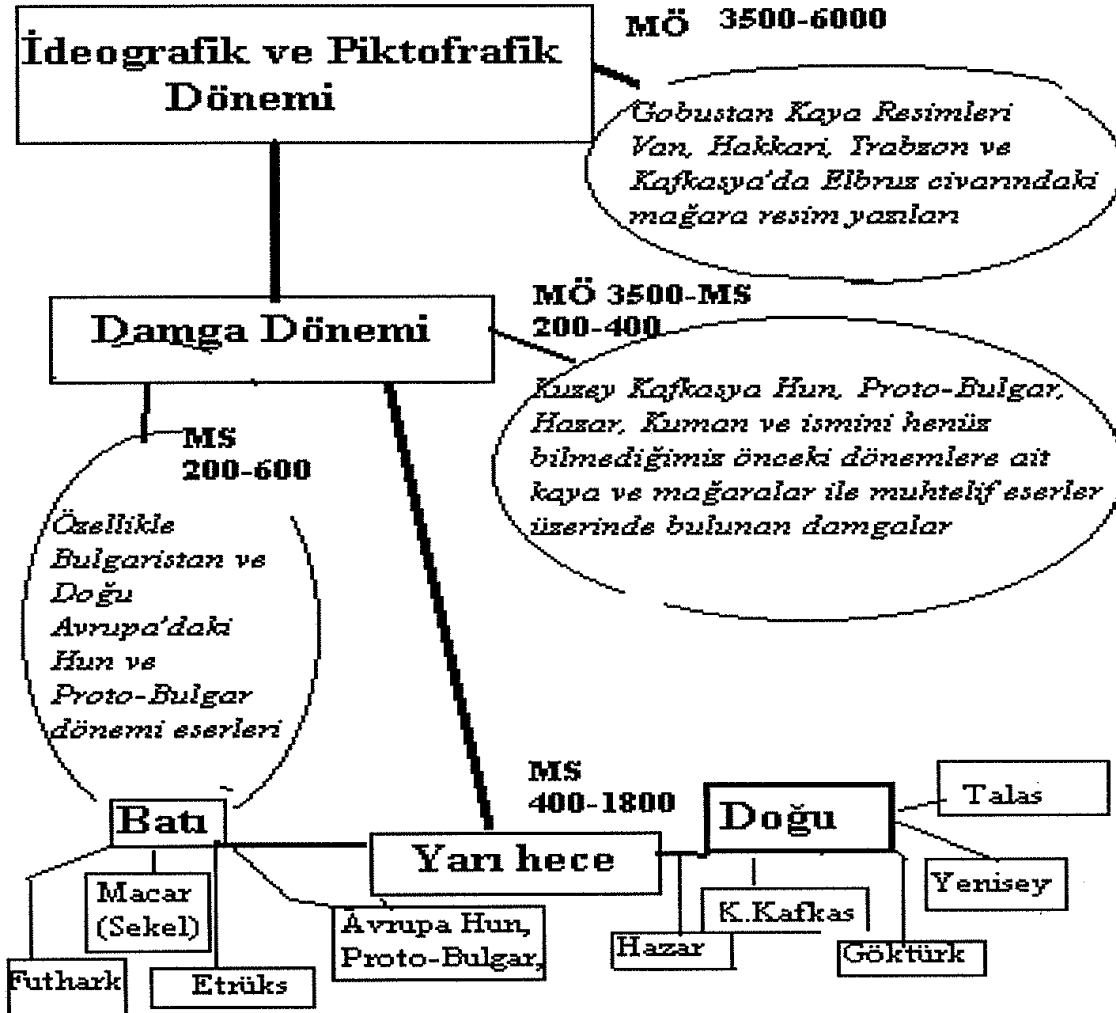 İdeografik ve Piktofrafik
Dönemi
MÖ 3500-6000
Gobustan Kaya Resimleri
Van, Hakkari, Trabzon ve
Kafkasya'da Elbruz civarındaki
mağara resim yazıları
Damga Dönemi
MÖ 3500-MS
200-400
Kuzey Kafkasya Hun, Proto-Bulgar,
Hazar, Kuman ve ismini henüz
bilmediğimiz önceki dönemlere ait
kaya ve mağaralar ile muhtelif eserler
üzerinde bulunan damgalar
MS
200-600
Özellikle
Bulgaristan ve
Doğu
Avrupa'daki
Hun ve
Proto-Bulgar
dönemi eserleri
MS
400-1800
Batı
Yarı hece
Doğu
Talas
Yenisey
Macar
(Sekel)
Avrupa Hun,
Proto-Bulgar,
K.Kafkas
Hazar
Göktürk
Futhark
Etrüks